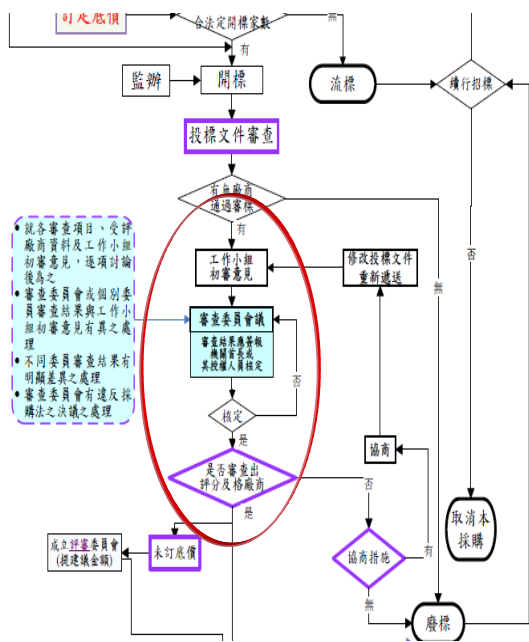 訂定底價
合法定開標家數
無
有
監辦
開標
流標
續行招標
投標文件審查
有無廠商
通過審標
有
無
否
• 就各審查項目、受評
廠商資料及工作小組
初審意見，逐項討論
後為之
• 審查委員會或個別委
員審查結果與工作小
組初審意見有異之處
理
• 不同委員審查結果有
明顯差異之處理
• 審查委員會有違反採
購法之決議之處理
工作小組
初審意見
修改投標文件
重新遞送
審查委員會議
審查結果應簽報
機關首長或
其授權人員核定
否
核定
是
協商
是否審查出
評分及格廠商
否
是
有
取消本
採購
成立評審委員會
(提建議金額)
未訂底價
協商措施
無
廢標